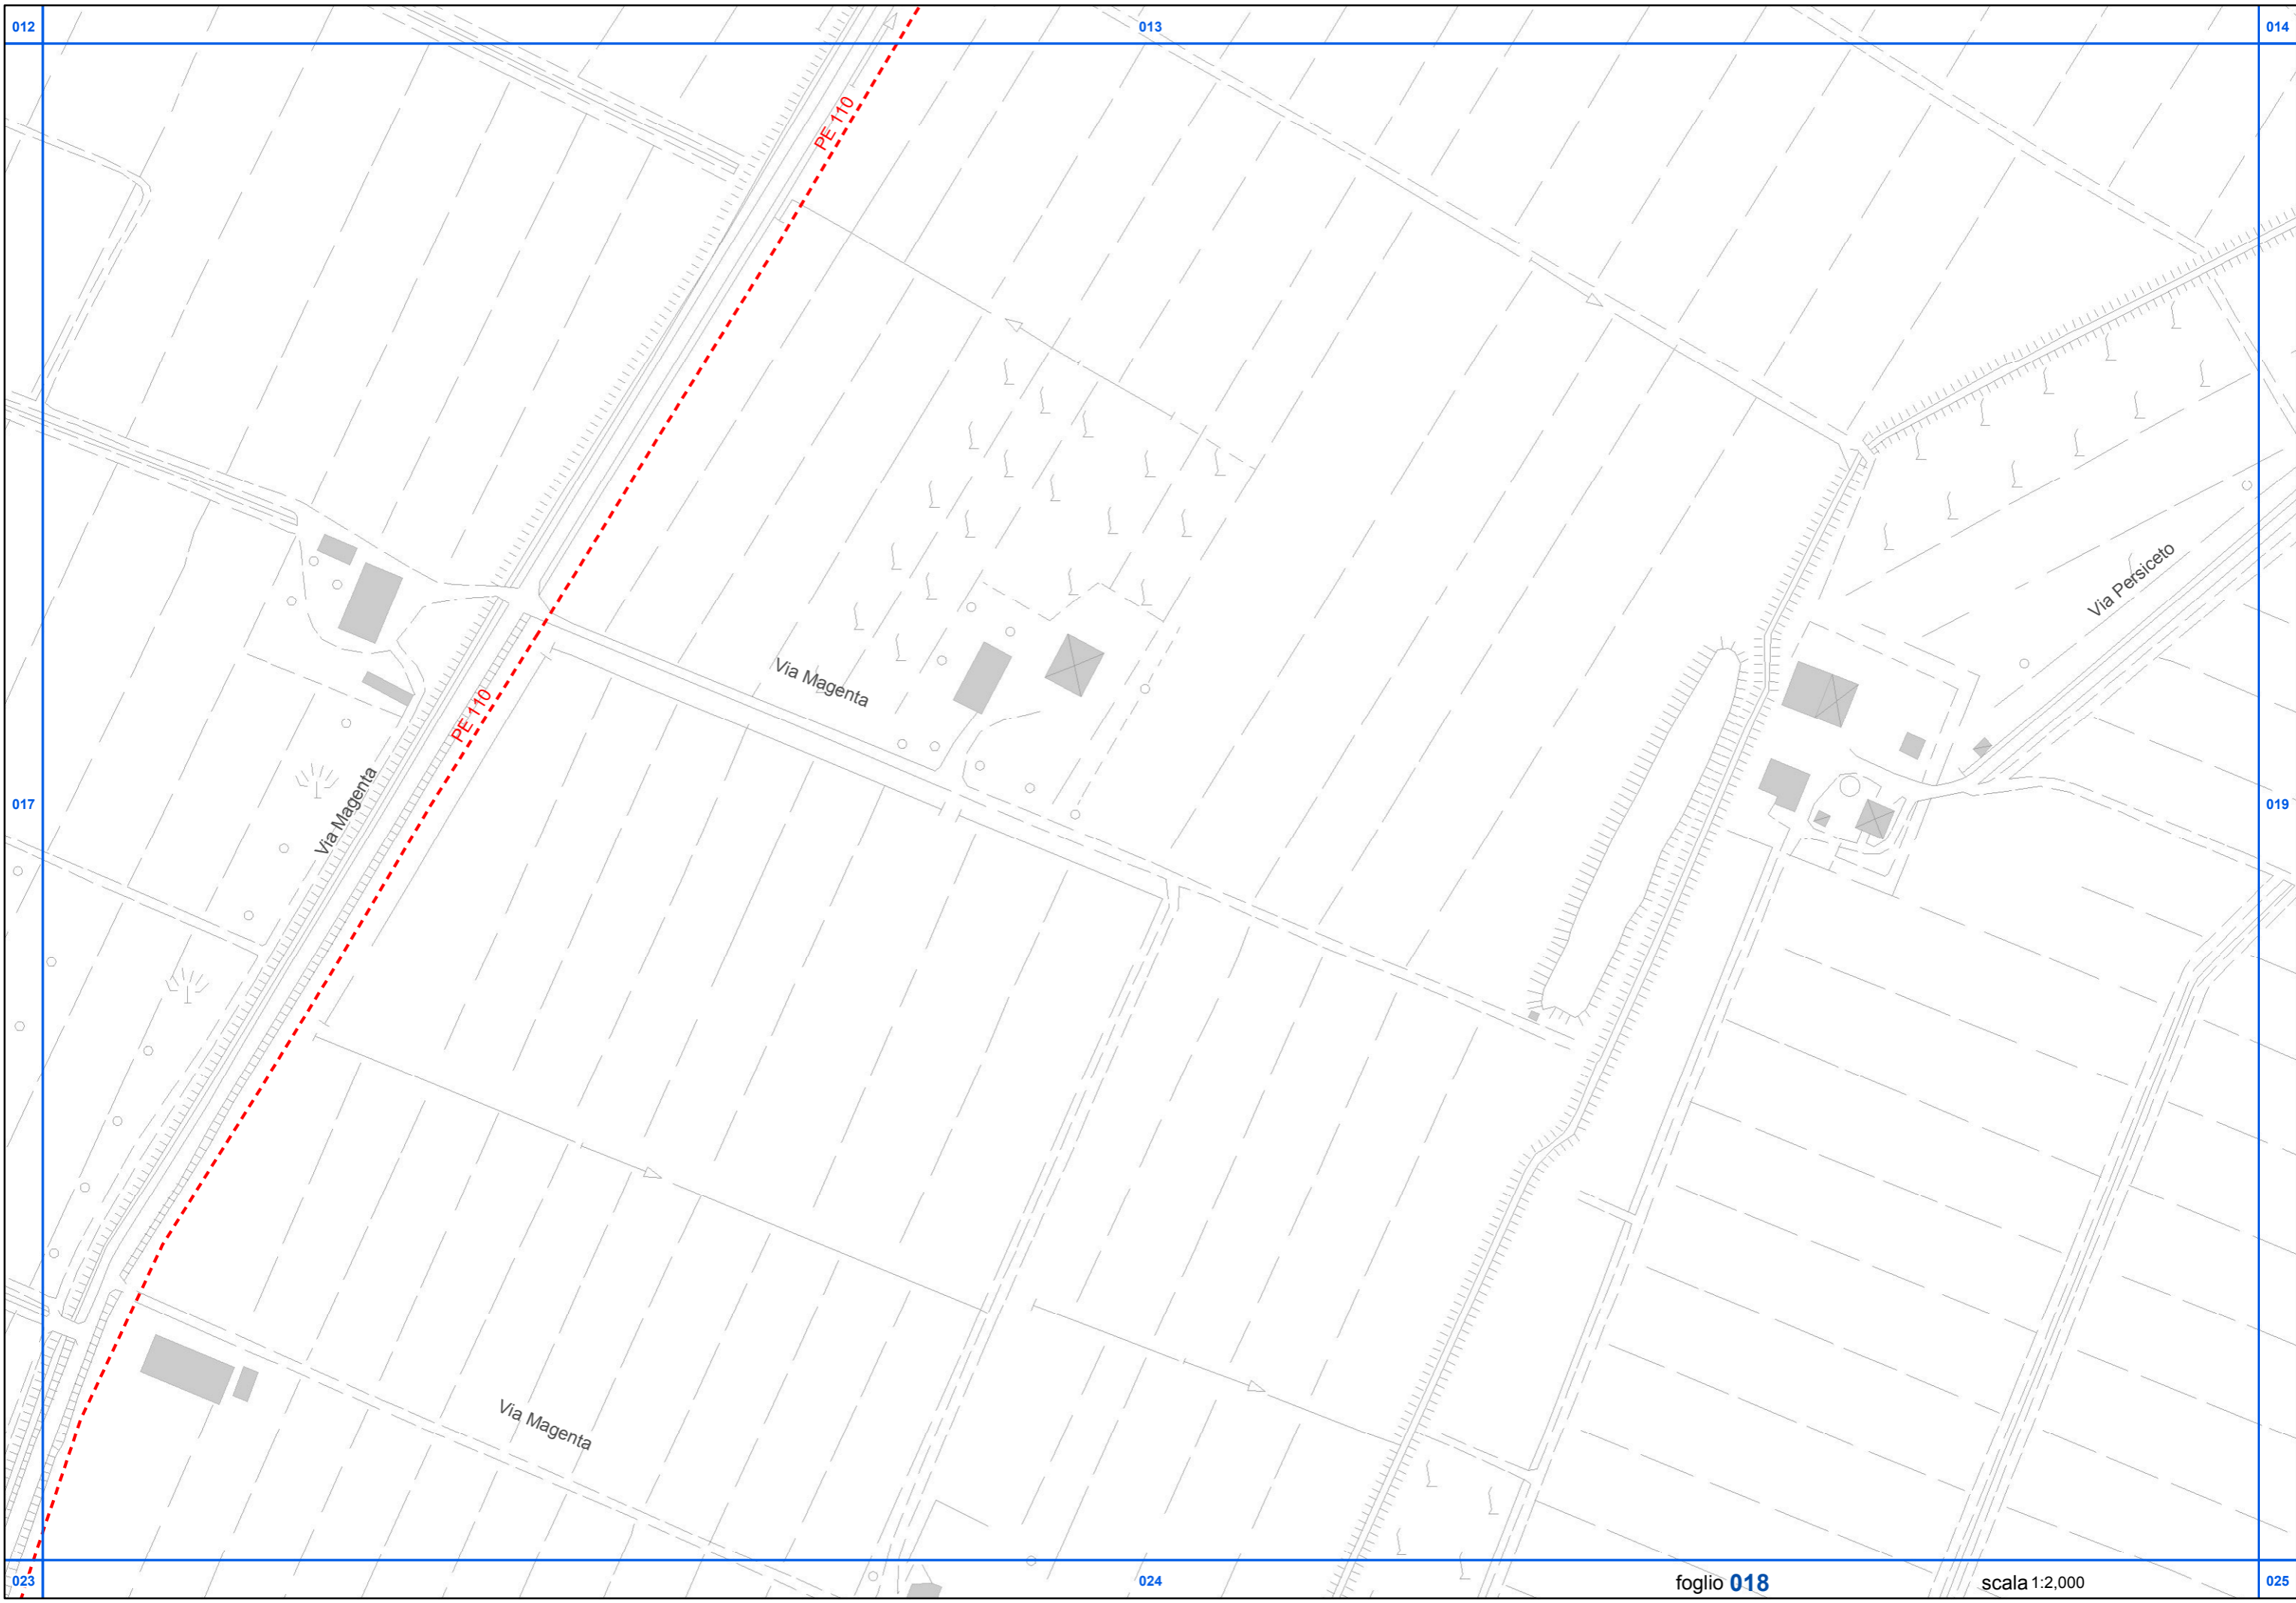 012
013
014
PE 110
Via Persiceto
Via Magenta
PE 110
Via Magenta
017
019
Via Magenta
023
024
foglio 018
scala 1:2,000
025